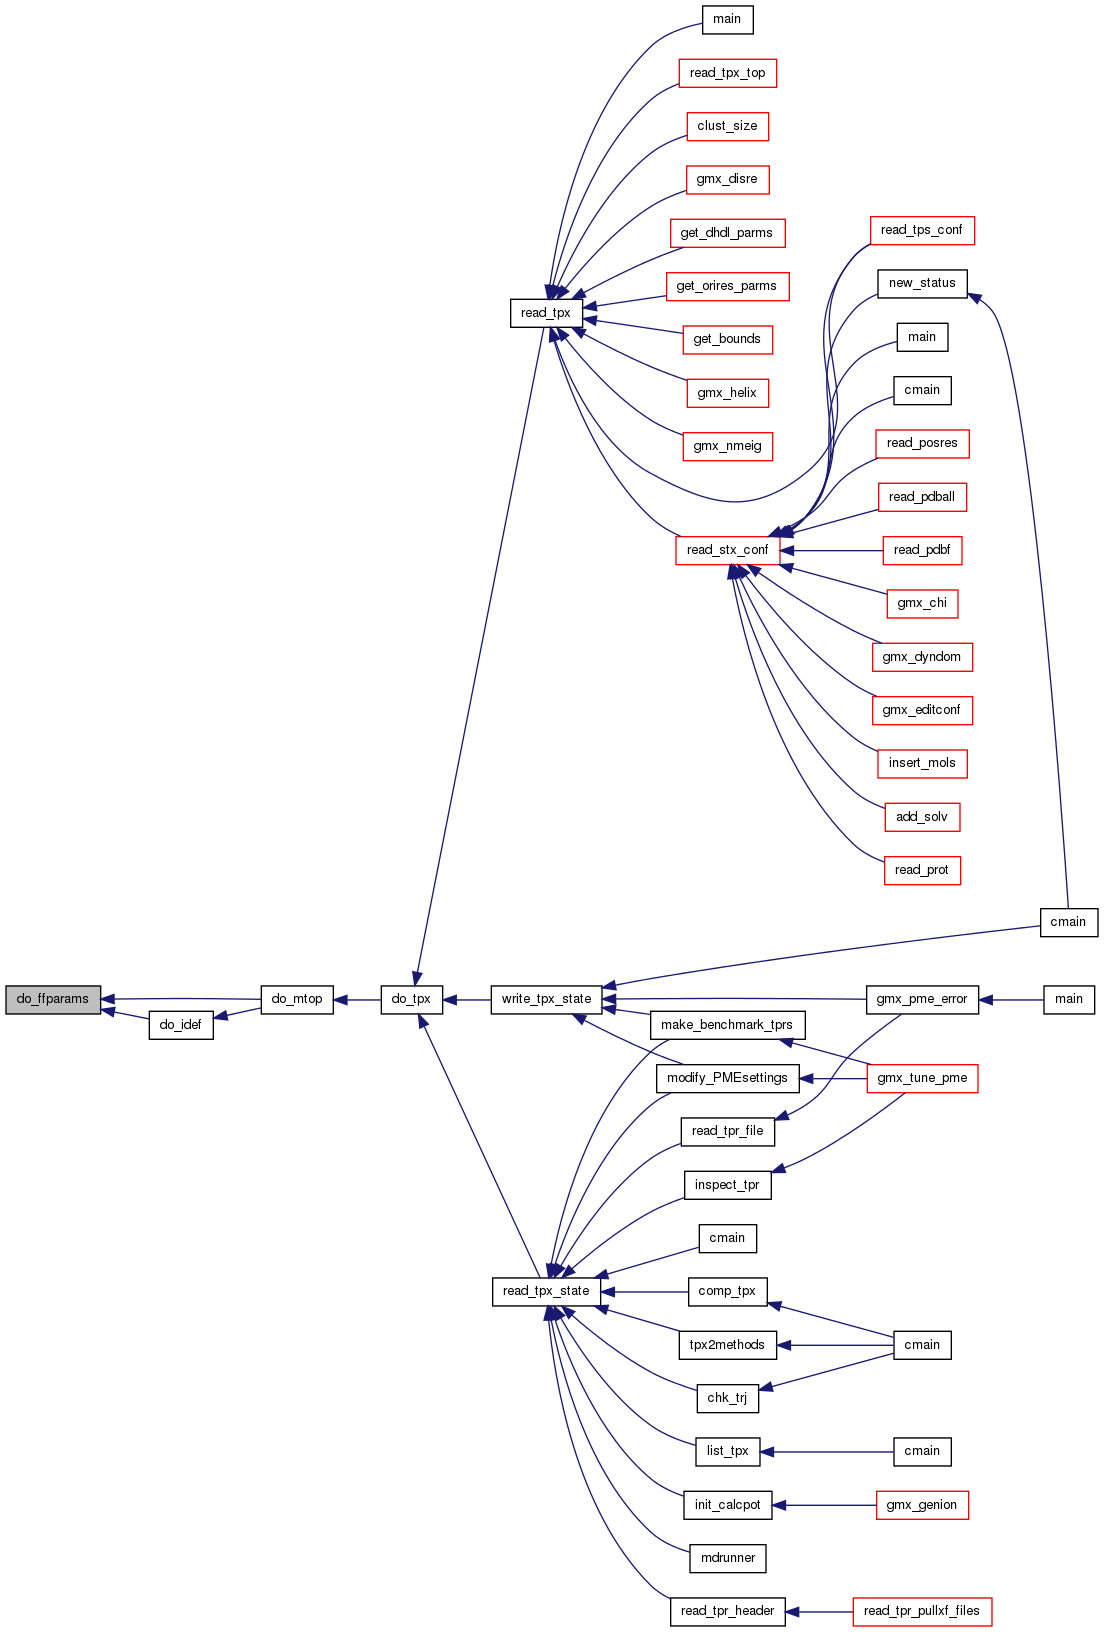 main
read_tpx_top
clust_size
gmx_disre
get_dhdl_parms
read_tps_conf
get_orires_parms
new_status
read_tpx
get_bounds
main
gmx_helix
cmain
gmx_nmeig
read_posres
read_pdball
read_stx_conf
read_pdbf
gmx_chi
gmx_dyndom
gmx_editconf
insert_mols
add_solv
read_prot
cmain
do_ffparams
do_mtop
do_tpx
write_tpx_state
gmx_pme_error
main
do_idef
make_benchmark_tprs
modify_PMEsettings
gmx_tune_pme
read_tpr_file
inspect_tpr
cmain
read_tpx_state
comp_tpx
tpx2methods
cmain
chk_trj
list_tpx
cmain
init_calcpot
gmx_genion
mdrunner
read_tpr_header
read_tpr_pullxf_files